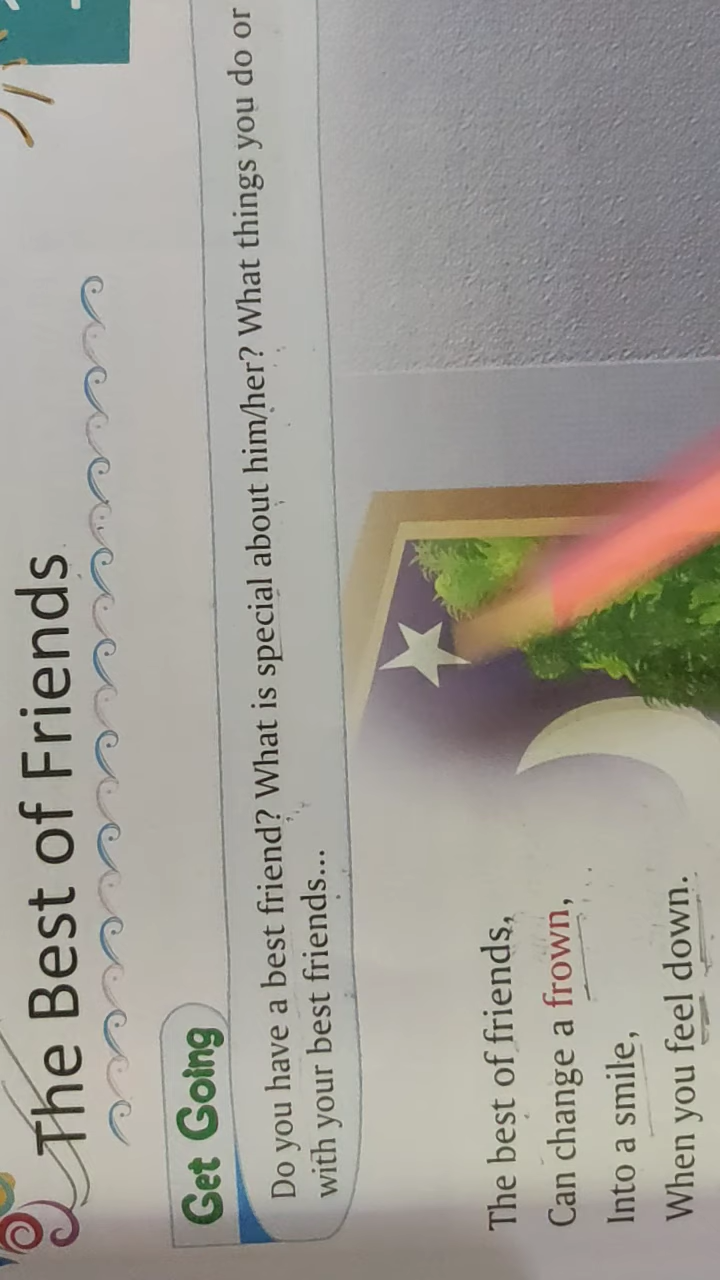 The Best of Friends
Get Going
Do you have a best friend? What is special about him/her? What things you do or
with your best friends...
The best of friends,
Can change a frown,
Into a smile,
When you feel down.